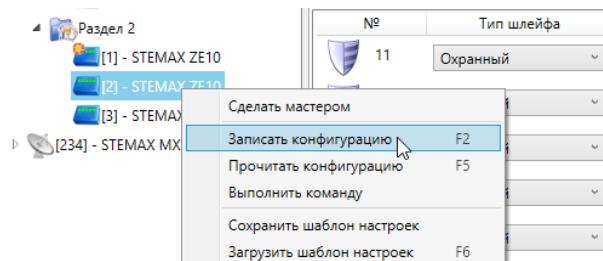 Раздел 2
№ Тип шлейфа
[1] - STEMAX ZE10
11 Охранный
[2] - STEMAX ZE10
[3] - STEMAX
[234] - STEMAX MX
Сделать мастером
Записать конфигурацию F2
Прочитать конфигурацию F5
Выполнить команду
Сохранить шаблон настроек
Загрузить шаблон настроек F6